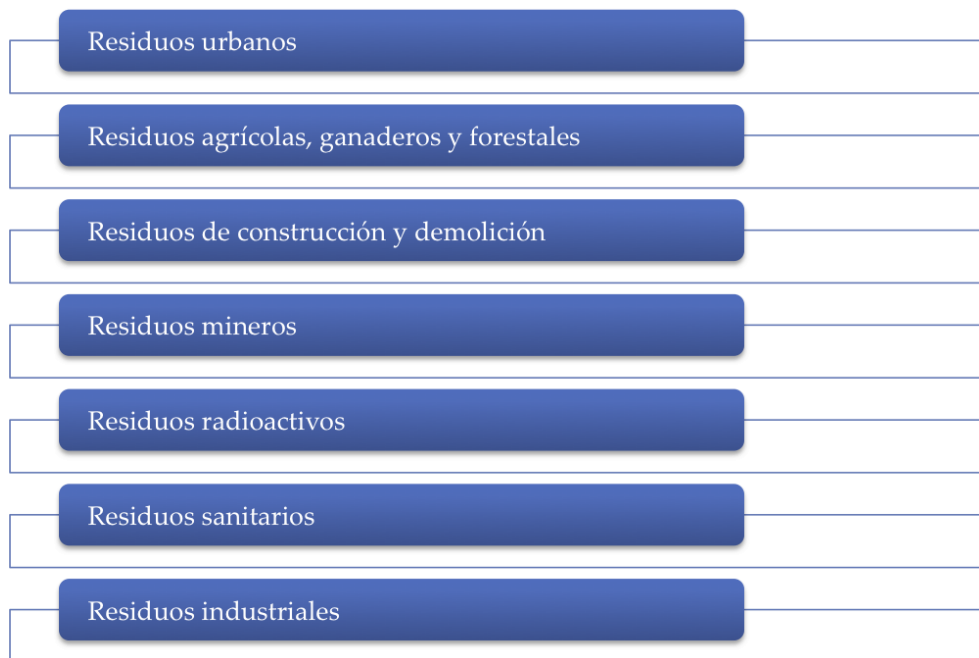 Residuos urbanos
Residuos agrícolas, ganaderos y forestales
Residuos de construcción y demolición
Residuos mineros
Residuos radioactivos
Residuos sanitarios
Residuos industriales